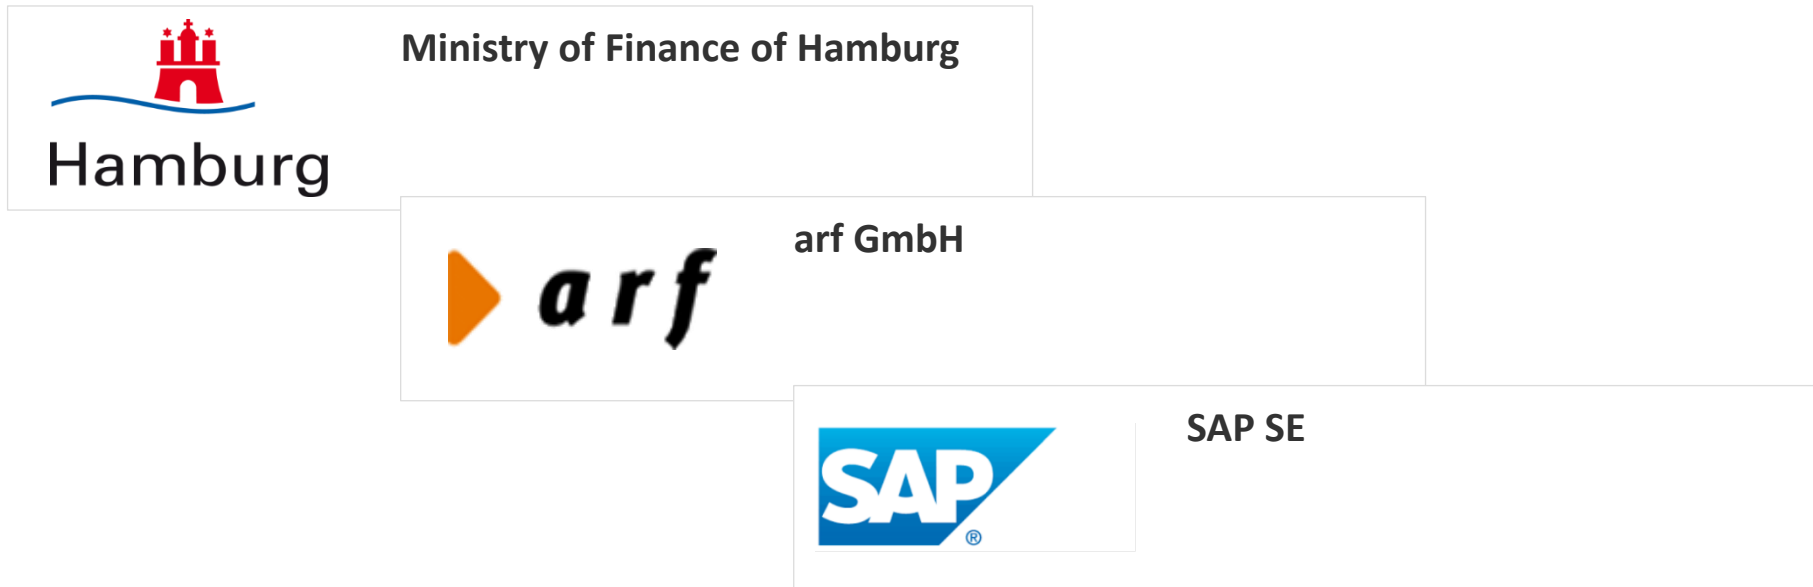 Ministry of Finance of Hamburg
Hamburg
arf GmbH
arf
SAP SE
SAP®